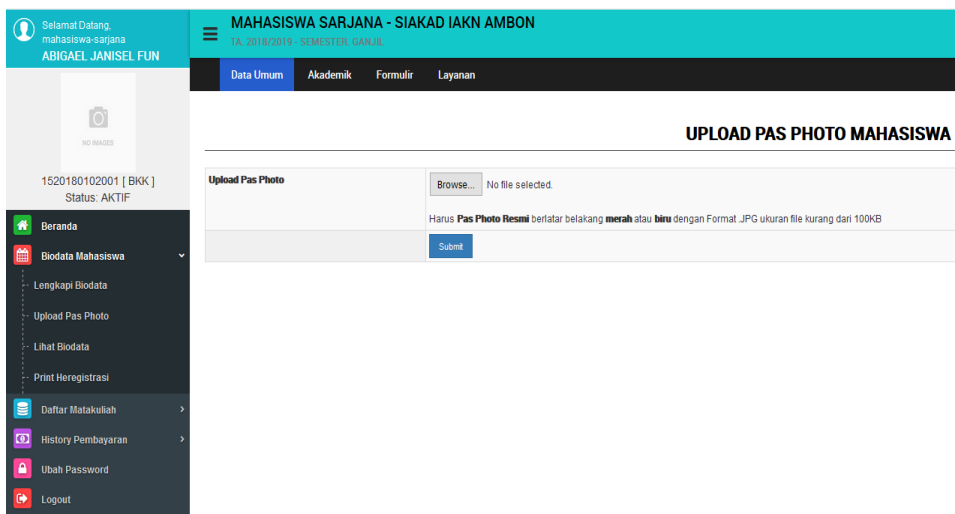 Selamat Datang,
mahasiswa-sarjana
ABIGAEL JANISEL FUN
MAHASISWA SARJANA - SIAKAD IAKN AMBON
TA. 2018/2019 - SEMESTER GANJIL
Data Umum Akademik Formulir Layanan
NO IMAGES
1520180102001 [ BKK ]
Status: AKTIF
Beranda
Biodata Mahasiswa
Lengkapi Biodata
Upload Pas Photo
Lihat Biodata
Print Heregistrasi
Daftar Matakuliah
History Pembayaran
Ubah Password
Logout
UPLOAD PAS PHOTO MAHASISWA
Upload Pas Photo
Browse... No file selected.
Harus Pas Photo Resmi berlatar belakang merah atau biru dengan Format .JPG ukuran file kurang dari 100KB
Submit